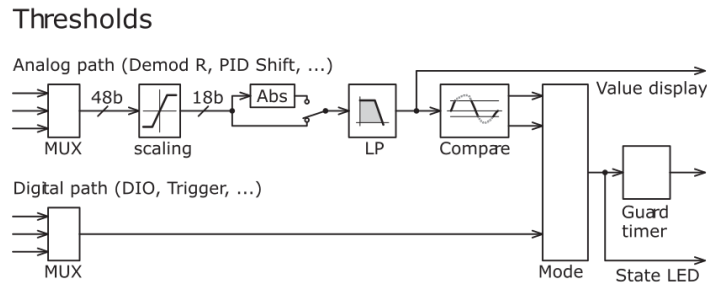 Thresholds
Analog path (Demod R, PID Shift, ...)
48b
18b
Abs
Value display
MUX
scaling
LP
Compare
Digital path (DIO, Trigger, ...)
Guard
timer
MUX
Mode
State LED